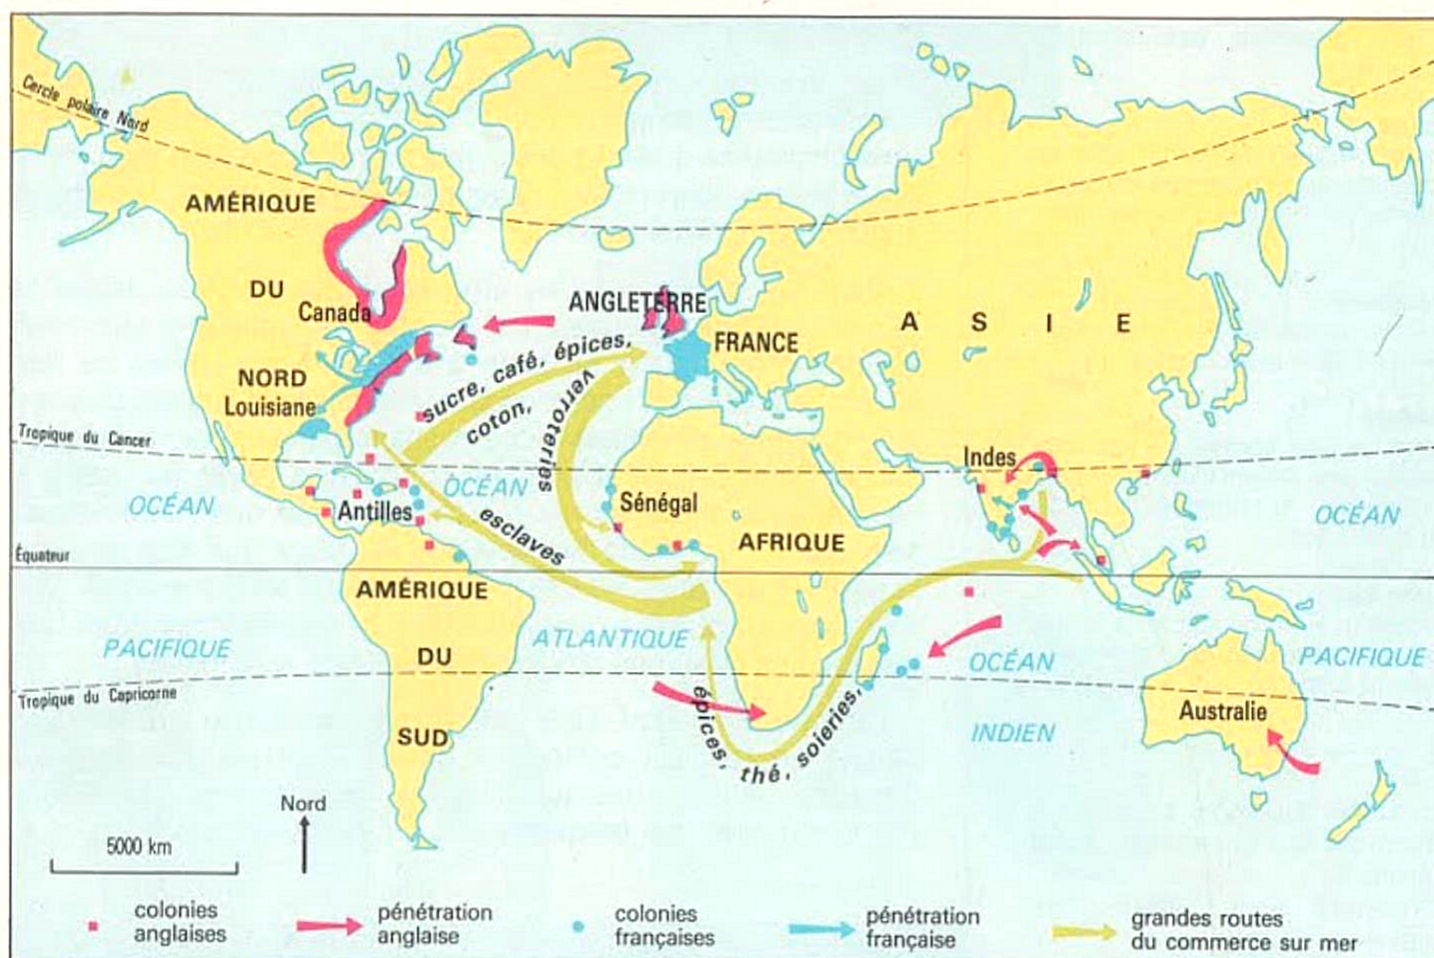 Cercle polaire Nord
AMÉRIQUE
DU
Canada
NORD
Louisiane
ANGLETERRE
FRANCE
A S I E
sucre, café, épices,
coton,
verroteries
Tropique du Cancer
Indes
OCÉAN
OCÉAN
Antilles
Sénégal
OCÉAN
esclaves
AFRIQUE
Équateur
AMÉRIQUE
DU
SUD
PACIFIQUE
ATLANTIQUE
OCÉAN
INDIEN
PACIFIQUE
Tropique du Capricorne
épices, thé, soieries,
Australie
Nord
5000 km
colonies
anglaises
pénétration
anglaise
colonies
françaises
pénétration
française
grandes routes
du commerce sur mer